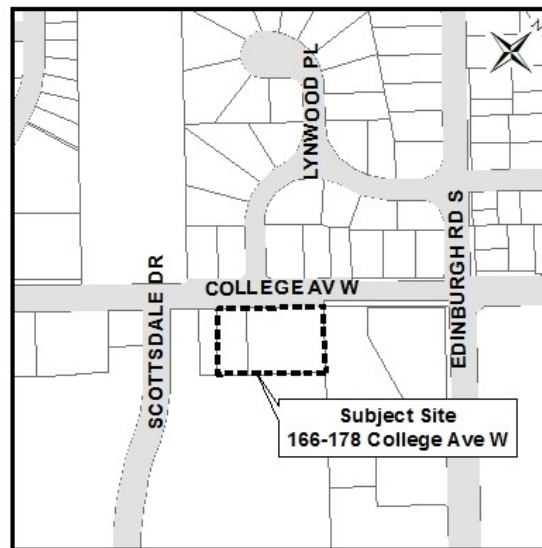 LYNWOOD PL
COLLEGE AV W
SCOTTSDALE DR
EDINBURGH RD S
Subject Site
166-178 College Ave W